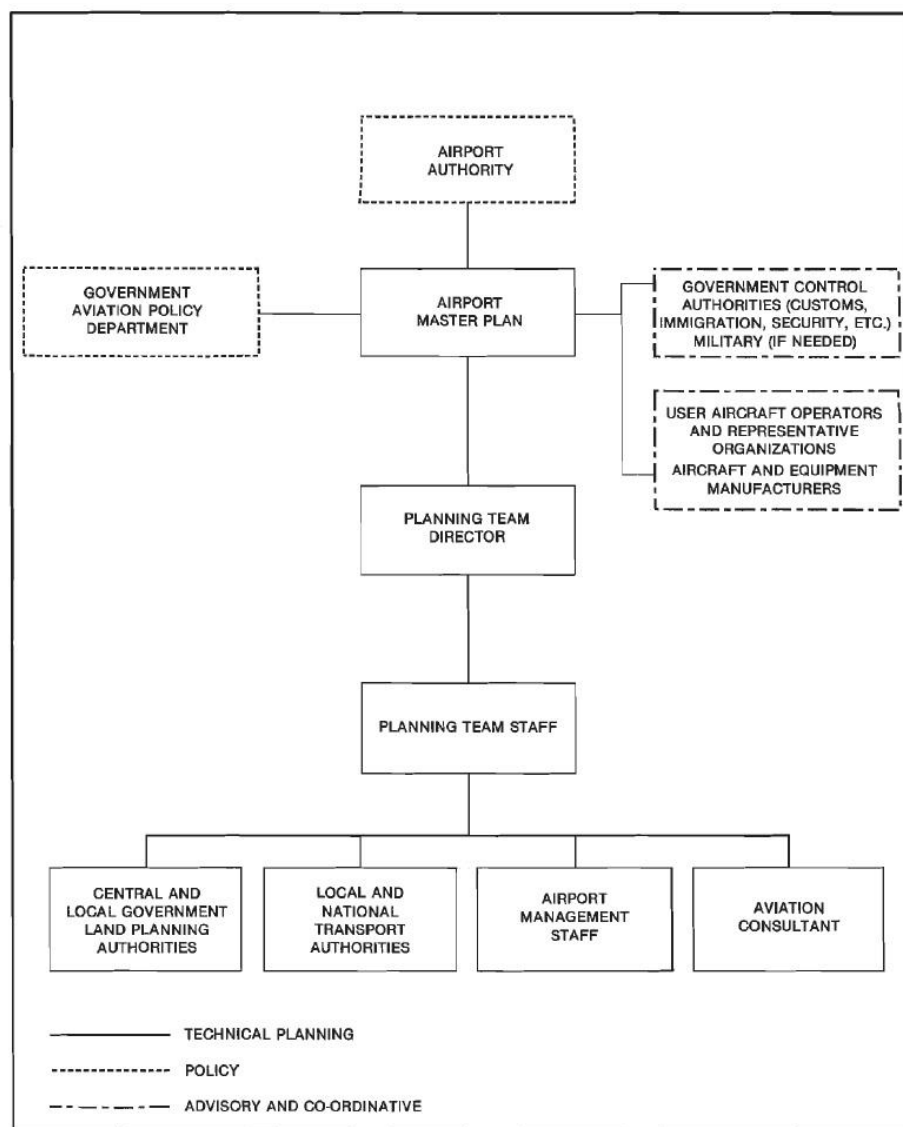 AIRPORT
AUTHORITY
GOVERNMENT
AVIATION POLICY
DEPARTMENT
AIRPORT
MASTER PLAN
GOVERNMENT CONTROL
AUTHORITIES (CUSTOMS,
IMMIGRATION, SECURITY, ETC.)
MILITARY (IF NEEDED)
USER AIRCRAFT OPERATORS
AND REPRESENTATIVE
ORGANIZATIONS
AIRCRAFT AND EQUIPMENT
MANUFACTURERS
PLANNING TEAM
DIRECTOR
PLANNING TEAM STAFF
CENTRAL AND
LOCAL GOVERNMENT
LAND PLANNING
AUTHORITIES
LOCAL AND
NATIONAL
TRANSPORT
AUTHORITIES
AIRPORT
MANAGEMENT
STAFF
AVIATION
CONSULTANT
TECHNICAL PLANNING
POLICY
ADVISORY AND CO-ORDINATIVE